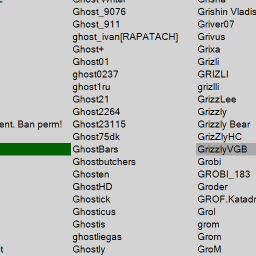 Ghost Writer
Ghost_9076 Grishin Vladis
Ghost_911 Griver07
ghost_ivan[RAPATACH] Grivus
Ghost+ Grixa
Ghost01 Grizli
ghost0237 GRIZLI
ghost1ru grizlli
Ghost21 GrizzLee
Ghost2264 Grizzly
ent. Ban perm! Ghost23115 Grizzly Bear
Ghost75dk GrizZlyHC
GhostBars GrizzlyVGB
Ghostbutchers Grobi
Ghosten GROBI_183
GhostHD Groder
Ghostick GROF.Katadr
Ghosticus Grol
Ghostis grom
ghostliegas Grom
t Ghostly GroM